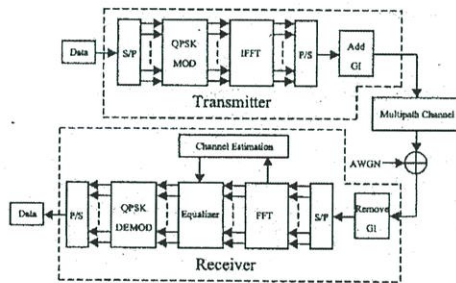 Data
S/P
QPSK
MOD
IFFT
P/S
Add
GI
Transmitter
Multipath Channel
AWGN
Channel Estimation
Data
P/S
QPSK
DEMOD
Equalizer
FFT
S/P
Remove
GI
Receiver